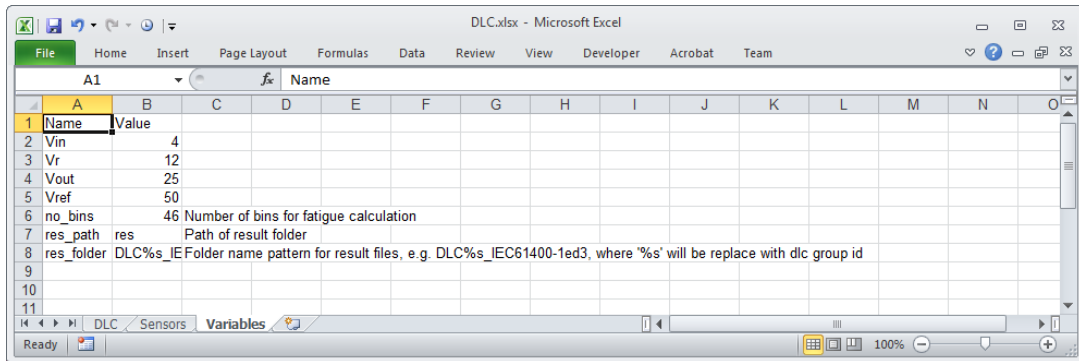 DLC.xlsx - Microsoft Excel
File Home Insert Page Layout Formulas Data Review View Developer Acrobat Team
A1 fx Name
A B C D E F G H I J K L M N O
1 Name Value
2 Vin 4
3 Vr 12
4 Vout 25
5 Vref 50
6 no_bins 46 Number of bins for fatigue calculation
7 res_path res Path of result folder
8 res_folder DLC%s_IE Folder name pattern for result files, e.g. DLC%s_IEC61400-1ed3, where '%s' will be replace with dlc group id
9
10
11
DLC Sensors Variables
Ready 100%